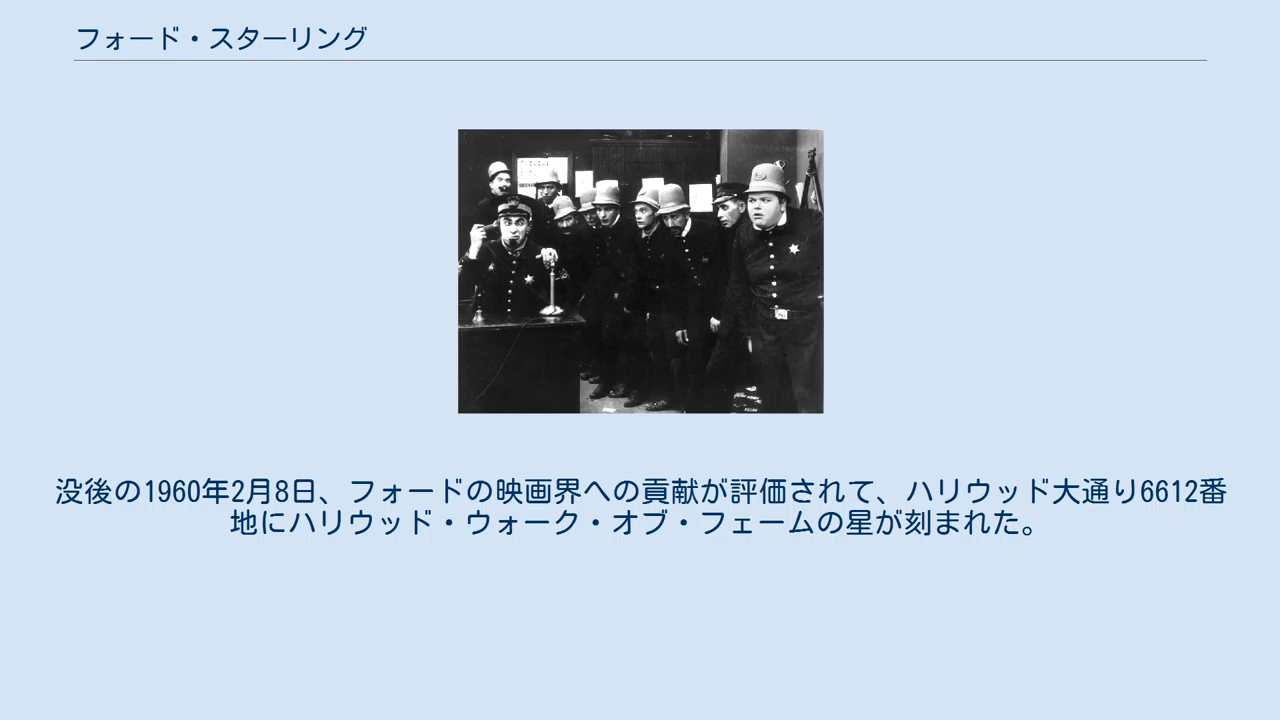 フォード・スターリング
没後の1960年2月8日、フォードの映画界への貢献が評価されて、ハリウッド大通り6612番
地にハリウッド・ウォーク・オブ・フェームの星が刻まれた。